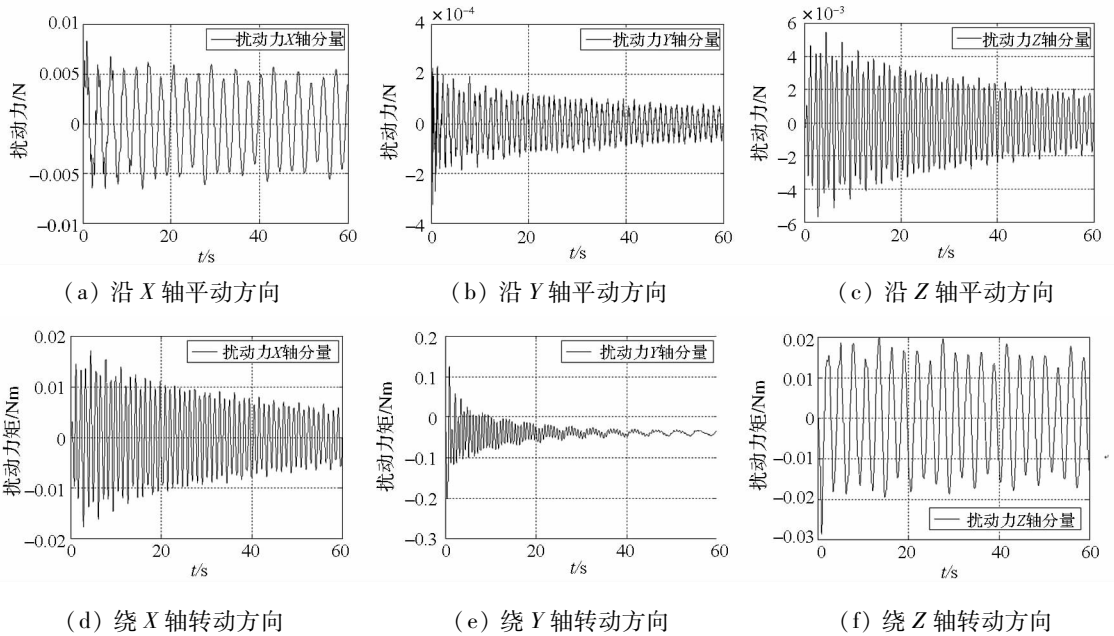 0.01
0.005
0
−0.005
−0.01
扰动力/N
扰动力X轴分量
0
20
40
60
t/s
(a) 沿 X 轴平动方向
×10⁻⁴
4
2
0
−2
−4
扰动力/N
扰动力Y轴分量
0
20
40
60
t/s
(b) 沿 Y 轴平动方向
×10⁻³
6
4
2
0
−2
−4
−6
扰动力/N
扰动力Z轴分量
0
20
40
60
t/s
(c) 沿 Z 轴平动方向
0.02
0.01
0
−0.01
−0.02
扰动力矩/Nm
扰动力X轴分量
0
20
40
60
t/s
(d) 绕 X 轴转动方向
0.2
0.1
0
−0.1
−0.2
−0.3
扰动力矩/Nm
扰动力Y轴分量
0
20
40
60
t/s
(e) 绕 Y 轴转动方向
0.02
0.01
0
−0.01
−0.02
−0.03
扰动力矩/Nm
扰动力Z轴分量
0
20
40
60
t/s
(f) 绕 Z 轴转动方向